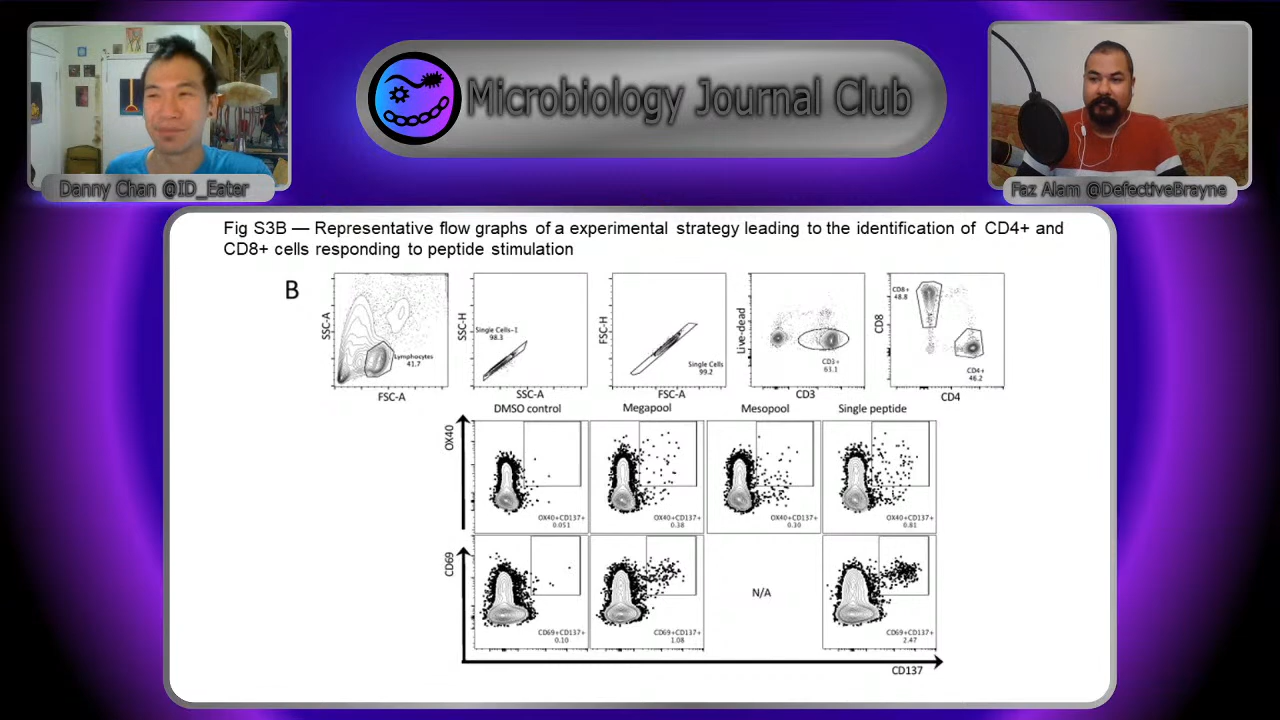 Microbiology Journal Club
Danny Chan @ID_Eater
Faz Alam @DefectiveBrayne
Fig S3B — Representative flow graphs of a experimental strategy leading to the identification of CD4+ and
CD8+ cells responding to peptide stimulation
B
SSC-A
Lymphocytes
41.7
FSC-A
SSC-H
Single Cells-1
98.3
SSC-A
FSC-H
Single Cells
99.2
FSC-A
Live-dead
CD3+
63.1
CD3
CD8
CD8+
48.8
CD4+
46.2
CD4
DMSO control
Megapool
Mesopool
Single peptide
OX40
OX40+CD137+
0.051
OX40+CD137+
0.38
OX40+CD137+
0.30
OX40+CD137+
0.81
CD69
CD69+CD137+
0.10
CD69+CD137+
1.08
N/A
CD69+CD137+
2.47
CD137